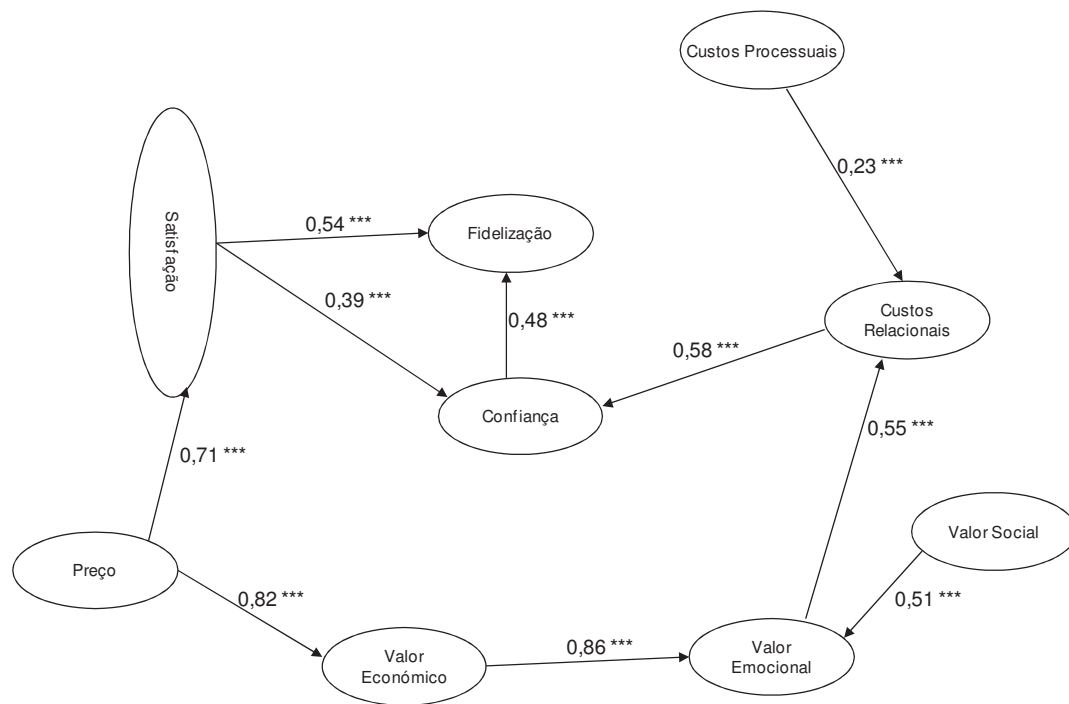 Custos Processuais
0,23 ***
Satisfação
0,54 ***
Fidelização
0,39 ***
0,48 ***
Custos
Relacionais
0,58 ***
Confiança
0,55 ***
0,71 ***
Valor Social
Preço
0,82 ***
0,51 ***
Valor
Económico
0,86 ***
Valor
Emocional